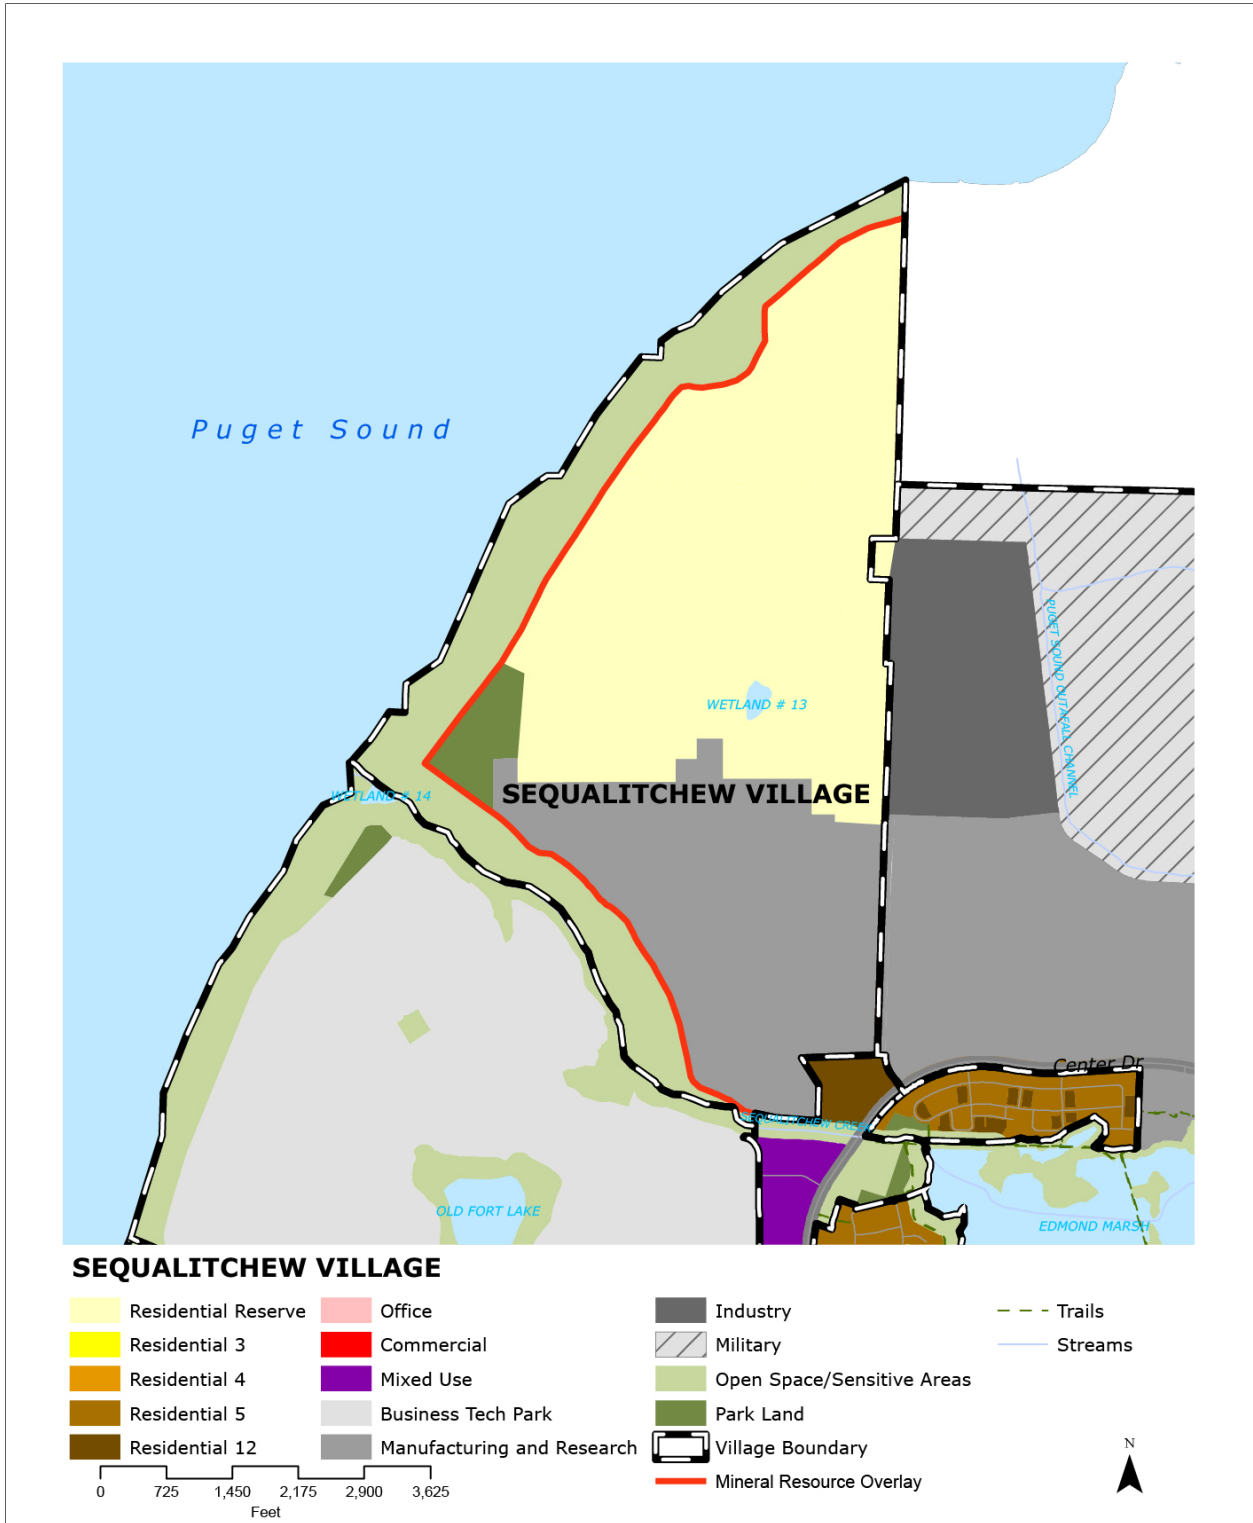 Puget Sound
WETLAND # 13
PUGET SOUND OUTAFALL CHANNEL
SEQUALITCHEW VILLAGE
WETLAND # 14
Center Dr
SEQUALITCHEW CREEK
OLD FORT LAKE
EDMOND MARSH
SEQUALITCHEW VILLAGE
Residential Reserve
Residential 3
Residential 4
Residential 5
Residential 12
Office
Commercial
Mixed Use
Business Tech Park
Manufacturing and Research
Industry
Military
Open Space/Sensitive Areas
Park Land
Village Boundary
Mineral Resource Overlay
Trails
Streams
0 725 1,450 2,175 2,900 3,625
Feet
N